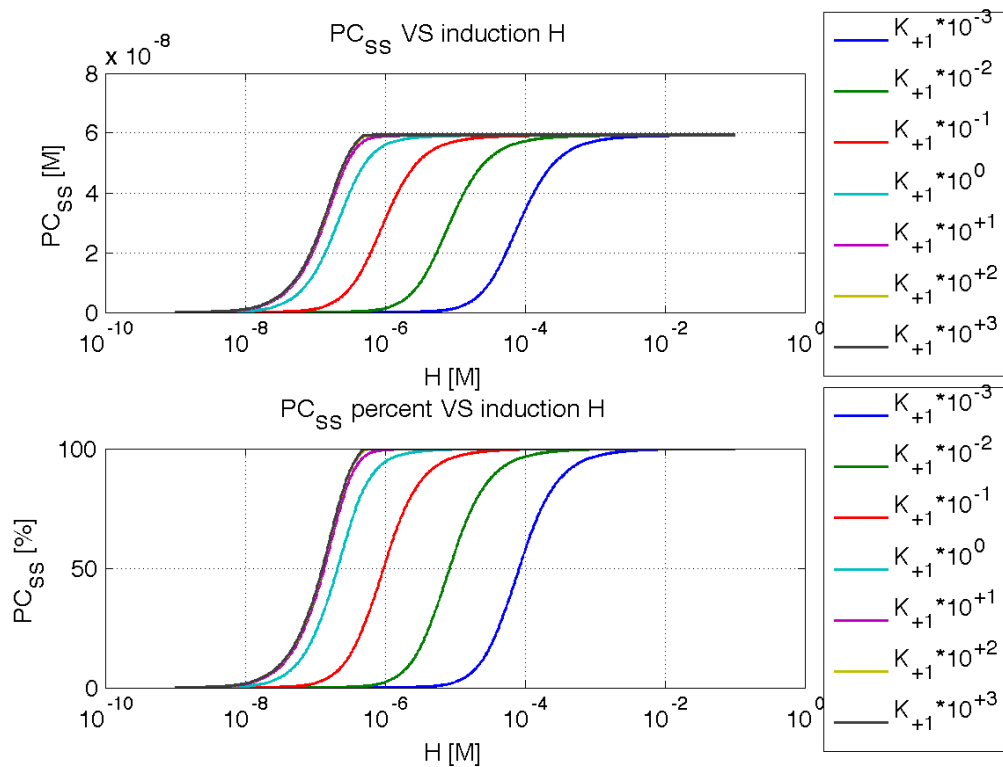 PC_SS VS induction H
x 10^-8
8
6
4
2
0
PC_SS [M]
10^-10
10^-8
10^-6
10^-4
10^-2
10^0
H [M]
K_+1*10^-3
K_+1*10^-2
K_+1*10^-1
K_+1*10^0
K_+1*10^+1
K_+1*10^+2
K_+1*10^+3
PC_SS percent VS induction H
100
50
0
PC_SS [%]
10^-10
10^-8
10^-6
10^-4
10^-2
10^0
H [M]
K_+1*10^-3
K_+1*10^-2
K_+1*10^-1
K_+1*10^0
K_+1*10^+1
K_+1*10^+2
K_+1*10^+3